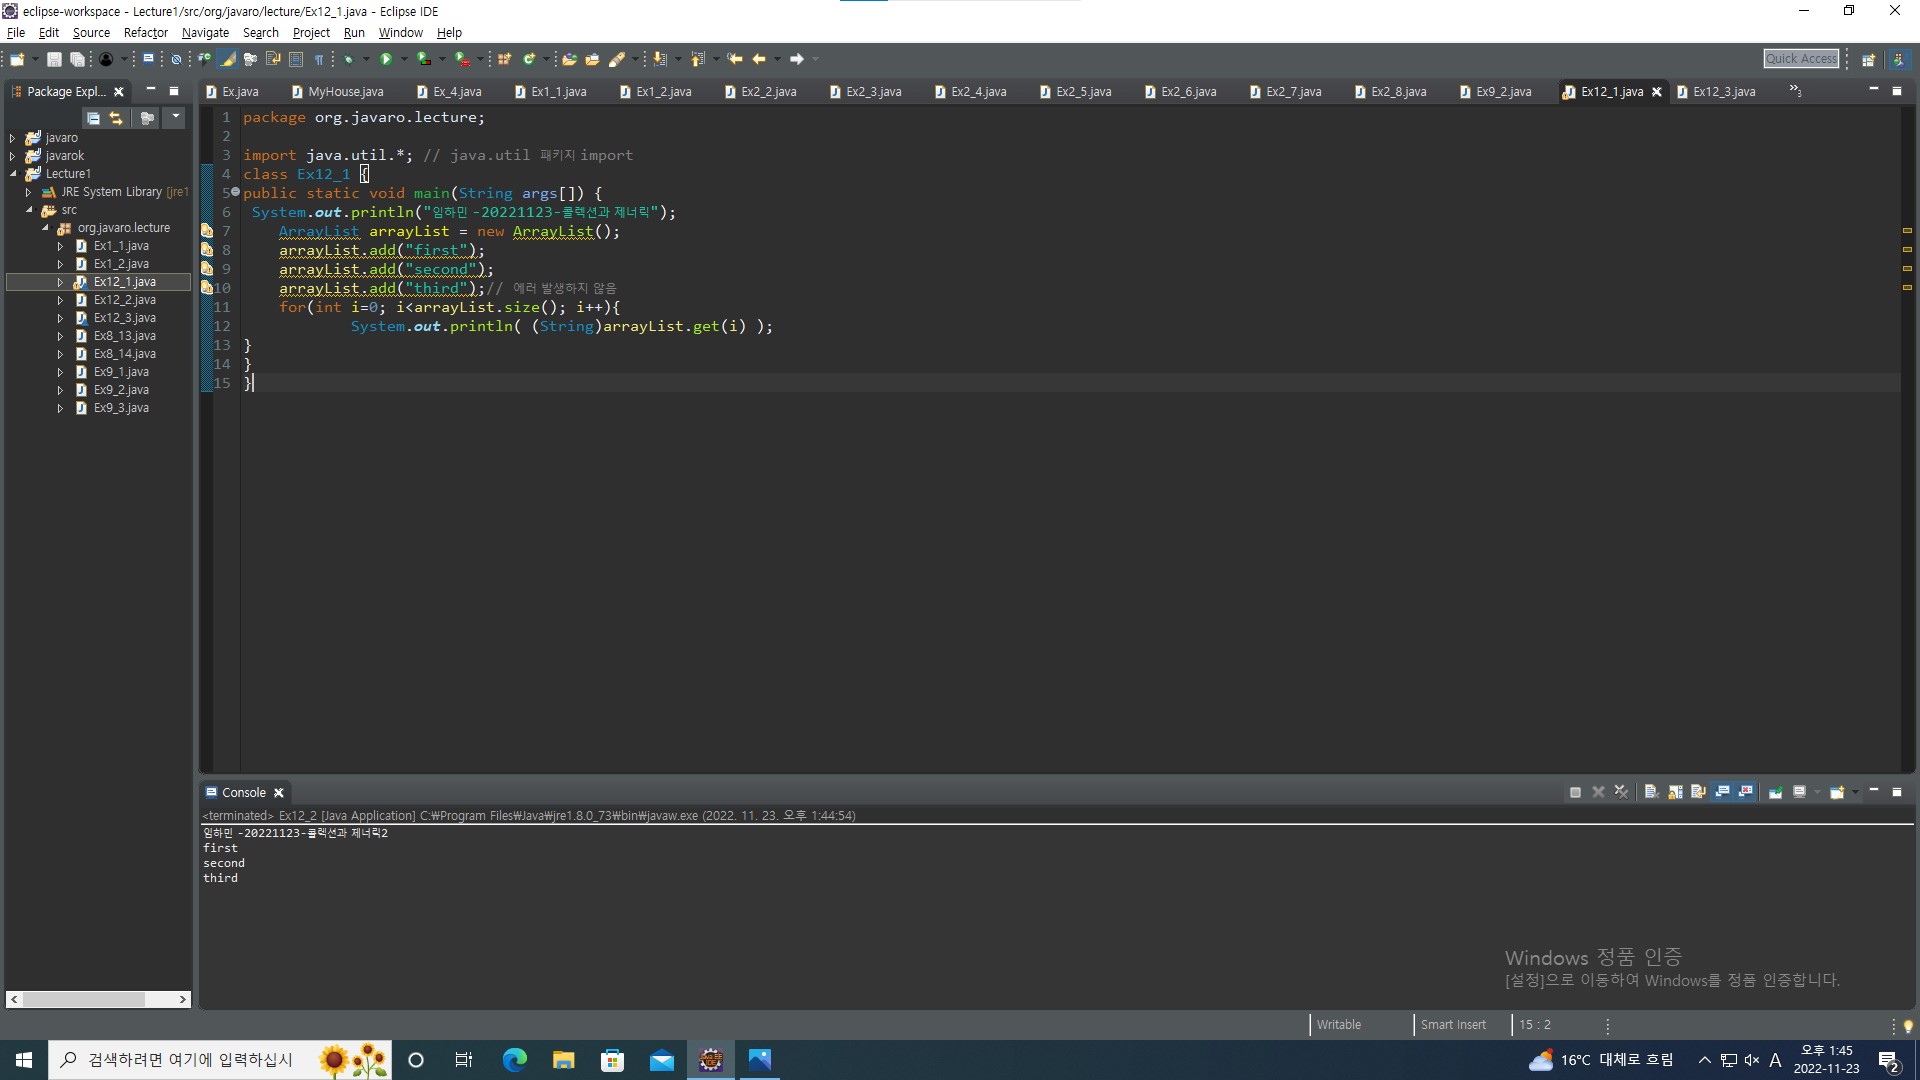 eclipse-workspace - Lecture1/src/org/javaro/lecture/Ex12_1.java - Eclipse IDE
File Edit Source Refactor Navigate Search Project Run Window Help
Quick Access
Package Expl...
Ex.java MyHouse.java Ex_4.java Ex1_1.java Ex1_2.java Ex2_2.java Ex2_3.java Ex2_4.java Ex2_5.java Ex2_6.java Ex2_7.java Ex2_8.java Ex9_2.java Ex12_1.java Ex12_3.java »3
javaro
javarok
Lecture1
JRE System Library [jre1
src
org.javaro.lecture
Ex1_1.java
Ex1_2.java
Ex12_1.java
Ex12_2.java
Ex12_3.java
Ex8_13.java
Ex8_14.java
Ex9_1.java
Ex9_2.java
Ex9_3.java
1 package org.javaro.lecture;
2
3 import java.util.*; // java.util 패키지 import
4 class Ex12_1 {
5 public static void main(String args[]) {
6 System.out.println("임하민 -20221123-콜렉션과 제너릭");
7 ArrayList arrayList = new ArrayList();
8 arrayList.add("first");
9 arrayList.add("second");
10 arrayList.add("third");// 에러 발생하지 않음
11 for(int i=0; i<arrayList.size(); i++){
12 System.out.println( (String)arrayList.get(i) );
13 }
14 }
15 }
Console
<terminated> Ex12_2 [Java Application] C:₩Program Files₩Java₩jre1.8.0_73₩bin₩javaw.exe (2022. 11. 23. 오후 1:44:54)
임하민 -20221123-콜렉션과 제너릭2
first
second
third
Windows 정품 인증
[설정]으로 이동하여 Windows를 정품 인증합니다.
Writable Smart Insert 15 : 2
검색하려면 여기에 입력하십시
16°C 대체로 흐림 A 오후 1:45
2022-11-23 2